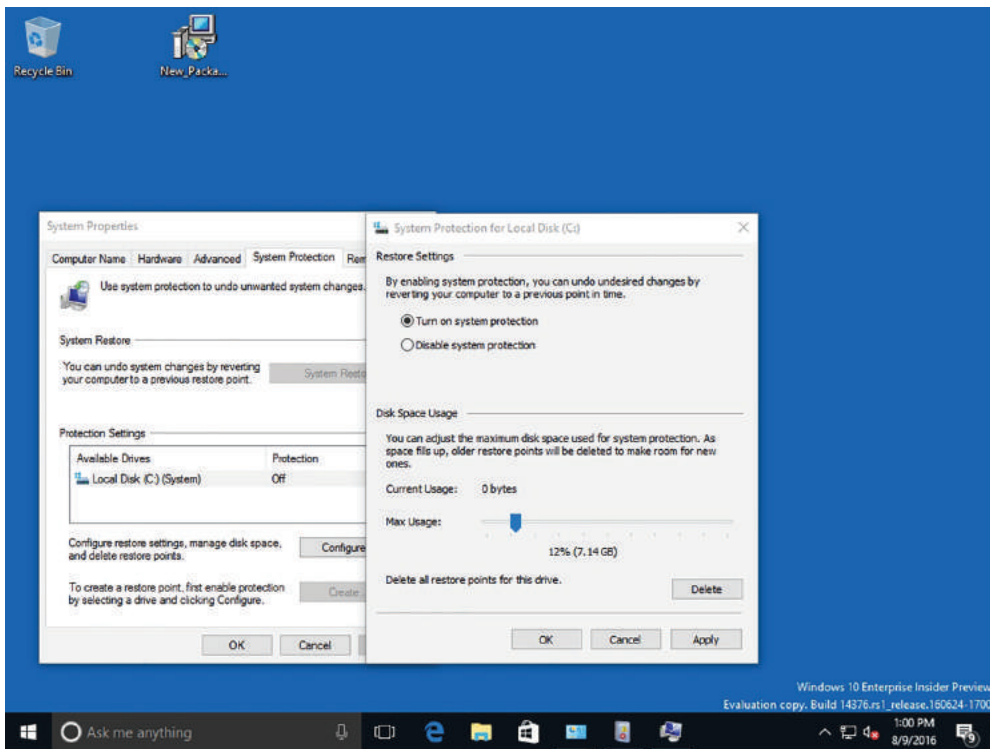 Recycle Bin
New_Packa...
System Properties
Computer Name Hardware Advanced System Protection Rem
Use system protection to undo unwanted system changes.
System Restore
You can undo system changes by reverting
your computer to a previous restore point.
System Resto
Protection Settings
Available Drives Protection
Local Disk (C:) (System) Off
Configure restore settings, manage disk space,
and delete restore points.
Configure
To create a restore point, first enable protection
by selecting a drive and clicking Configure.
Create...
OK Cancel
System Protection for Local Disk (C:)
Restore Settings
By enabling system protection, you can undo undesired changes by
reverting your computer to a previous point in time.
Turn on system protection
Disable system protection
Disk Space Usage
You can adjust the maximum disk space used for system protection. As
space fills up, older restore points will be deleted to make room for new
ones.
Current Usage: 0 bytes
Max Usage:
12% (7.14 GB)
Delete all restore points for this drive.
Delete
OK Cancel Apply
Windows 10 Enterprise Insider Preview
Evaluation copy. Build 14376.rs1_release.160624-1700
Ask me anything
1:00 PM
8/9/2016
9